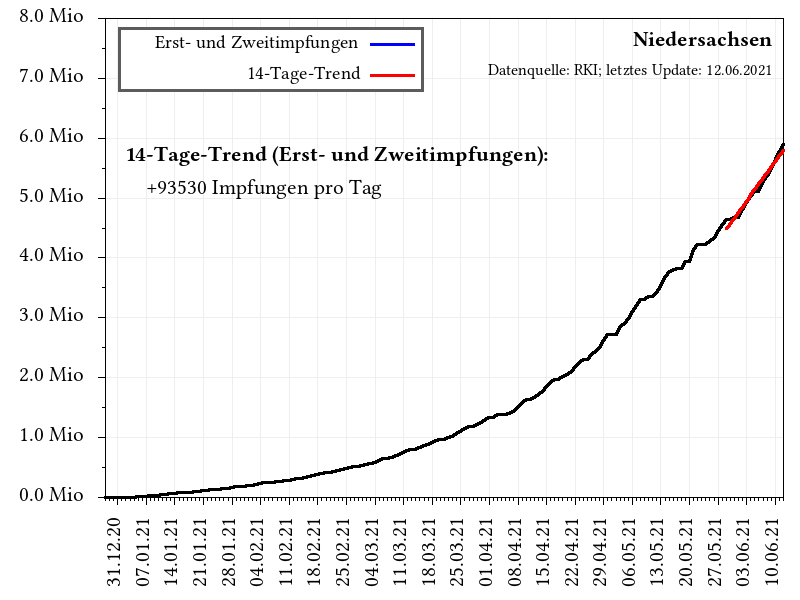 8.0 Mio
7.0 Mio
6.0 Mio
5.0 Mio
4.0 Mio
3.0 Mio
2.0 Mio
1.0 Mio
0.0 Mio
Erst- und Zweitimpfungen
14-Tage-Trend
Niedersachsen
Datenquelle: RKI; letztes Update: 12.06.2021
14-Tage-Trend (Erst- und Zweitimpfungen):
+93530 Impfungen pro Tag
31.12.20
07.01.21
14.01.21
21.01.21
28.01.21
04.02.21
11.02.21
18.02.21
25.02.21
04.03.21
11.03.21
18.03.21
25.03.21
01.04.21
08.04.21
15.04.21
22.04.21
29.04.21
06.05.21
13.05.21
20.05.21
27.05.21
03.06.21
10.06.21